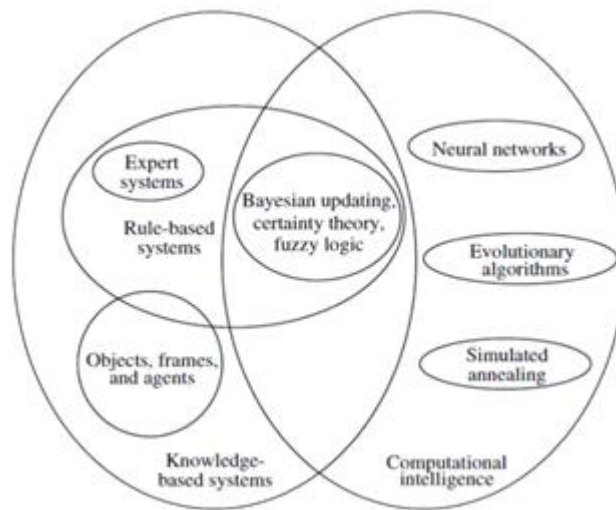 Expert
systems
Rule-based
systems
Bayesian updating,
certainty theory,
fuzzy logic
Neural networks
Evolutionary
algorithms
Simulated
annealing
Objects, frames,
and agents
Knowledge-
based systems
Computational
intelligence